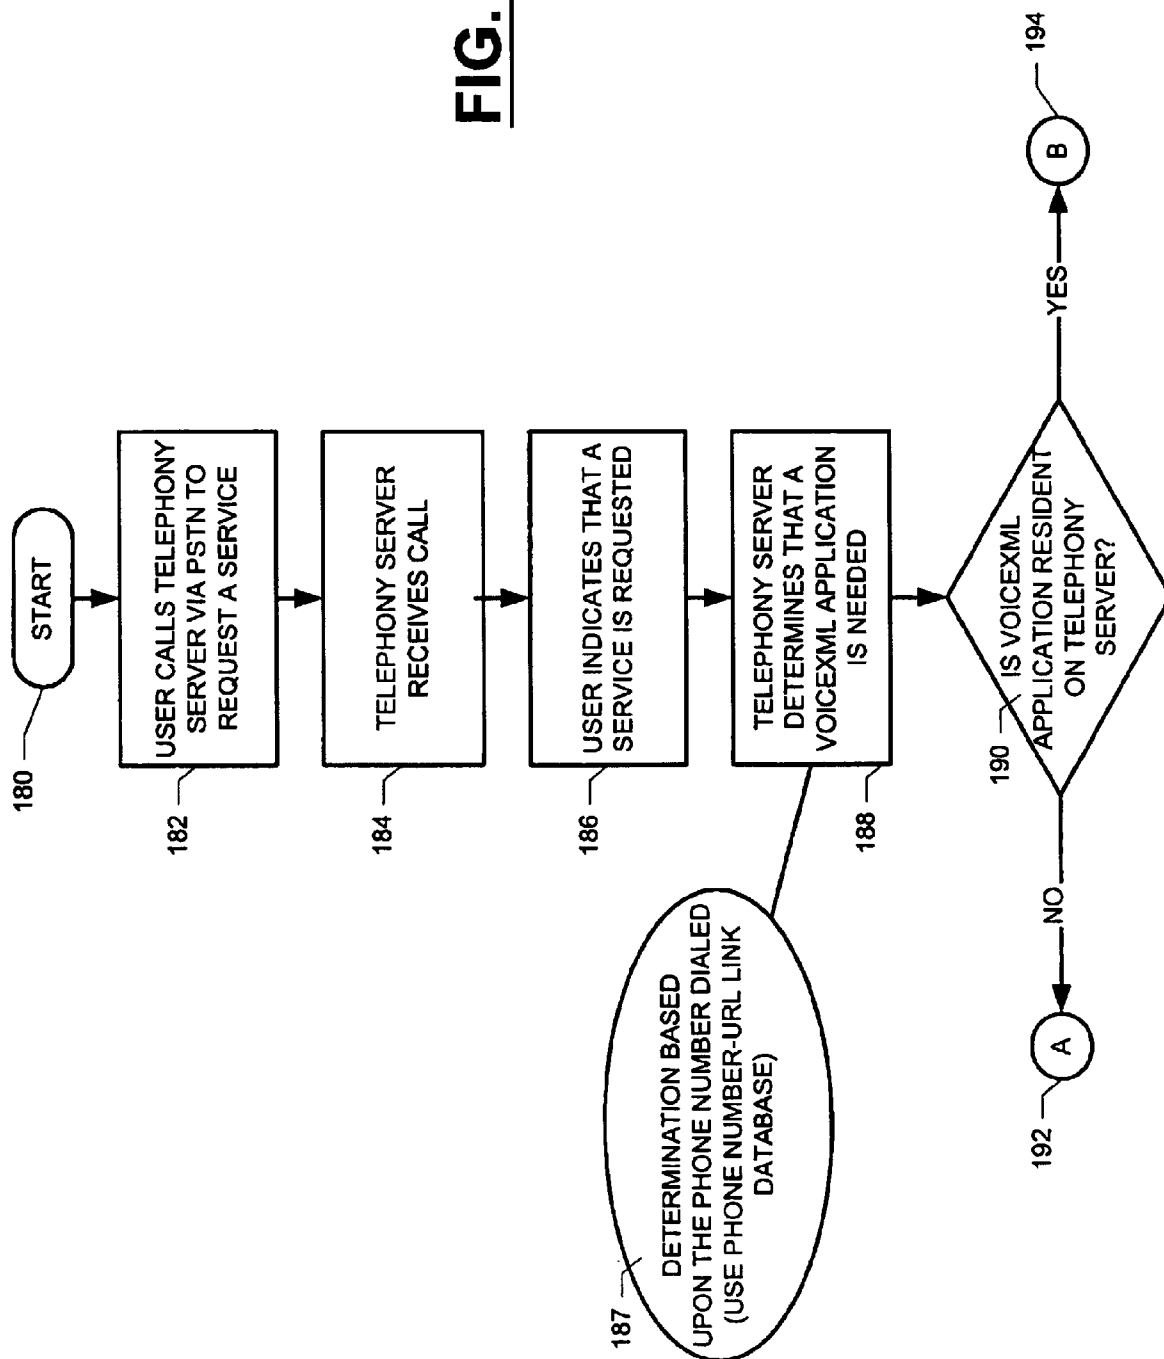 FIG.
START
180
USER CALLS TELEPHONY
SERVER VIA PSTN TO
REQUEST A SERVICE
182
TELEPHONY SERVER
RECEIVES CALL
184
USER INDICATES THAT A
SERVICE IS REQUESTED
186
TELEPHONY SERVER
DETERMINES THAT A
VOICEXML APPLICATION
IS NEEDED
188
DETERMINATION BASED
UPON THE PHONE NUMBER DIALED
(USE PHONE NUMBER-URL LINK
DATABASE)
187
IS VOICEXML
APPLICATION RESIDENT
ON TELEPHONY
SERVER?
190
NO
A
192
YES
B
194